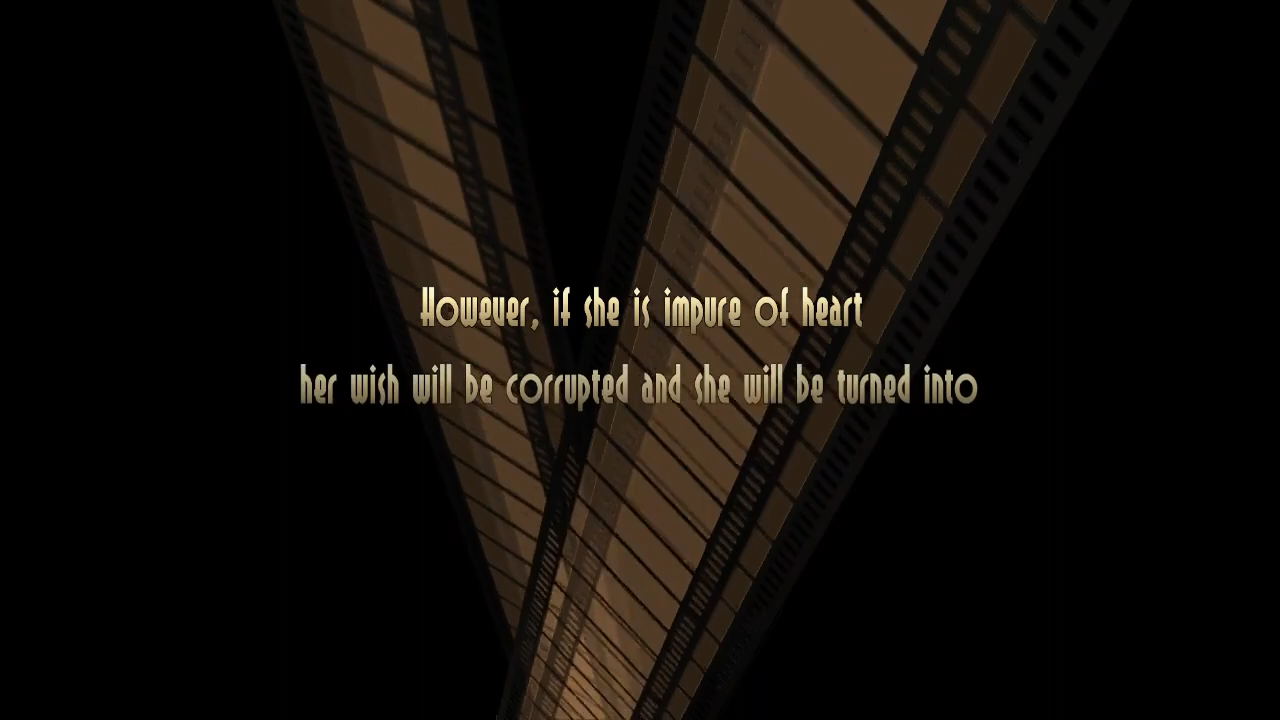 However, if she is impure of heart
her wish will be corrupted and she will be turned into